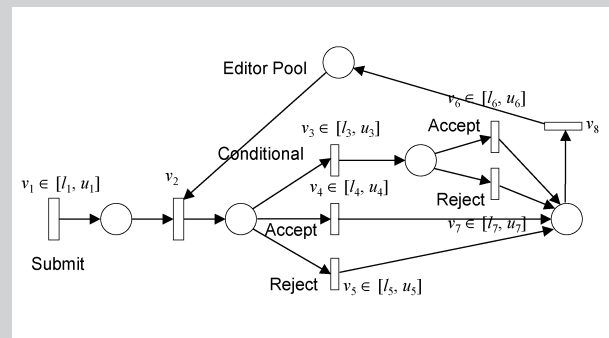 Editor Pool
v6 ∈ [l6, u6]
v8
v3 ∈ [l3, u3]
Accept
Conditional
v1 ∈ [l1, u1]
v2
v4 ∈ [l4, u4]
Reject
Accept
v7 ∈ [l7, u7]
Submit
Reject
v5 ∈ [l5, u5]